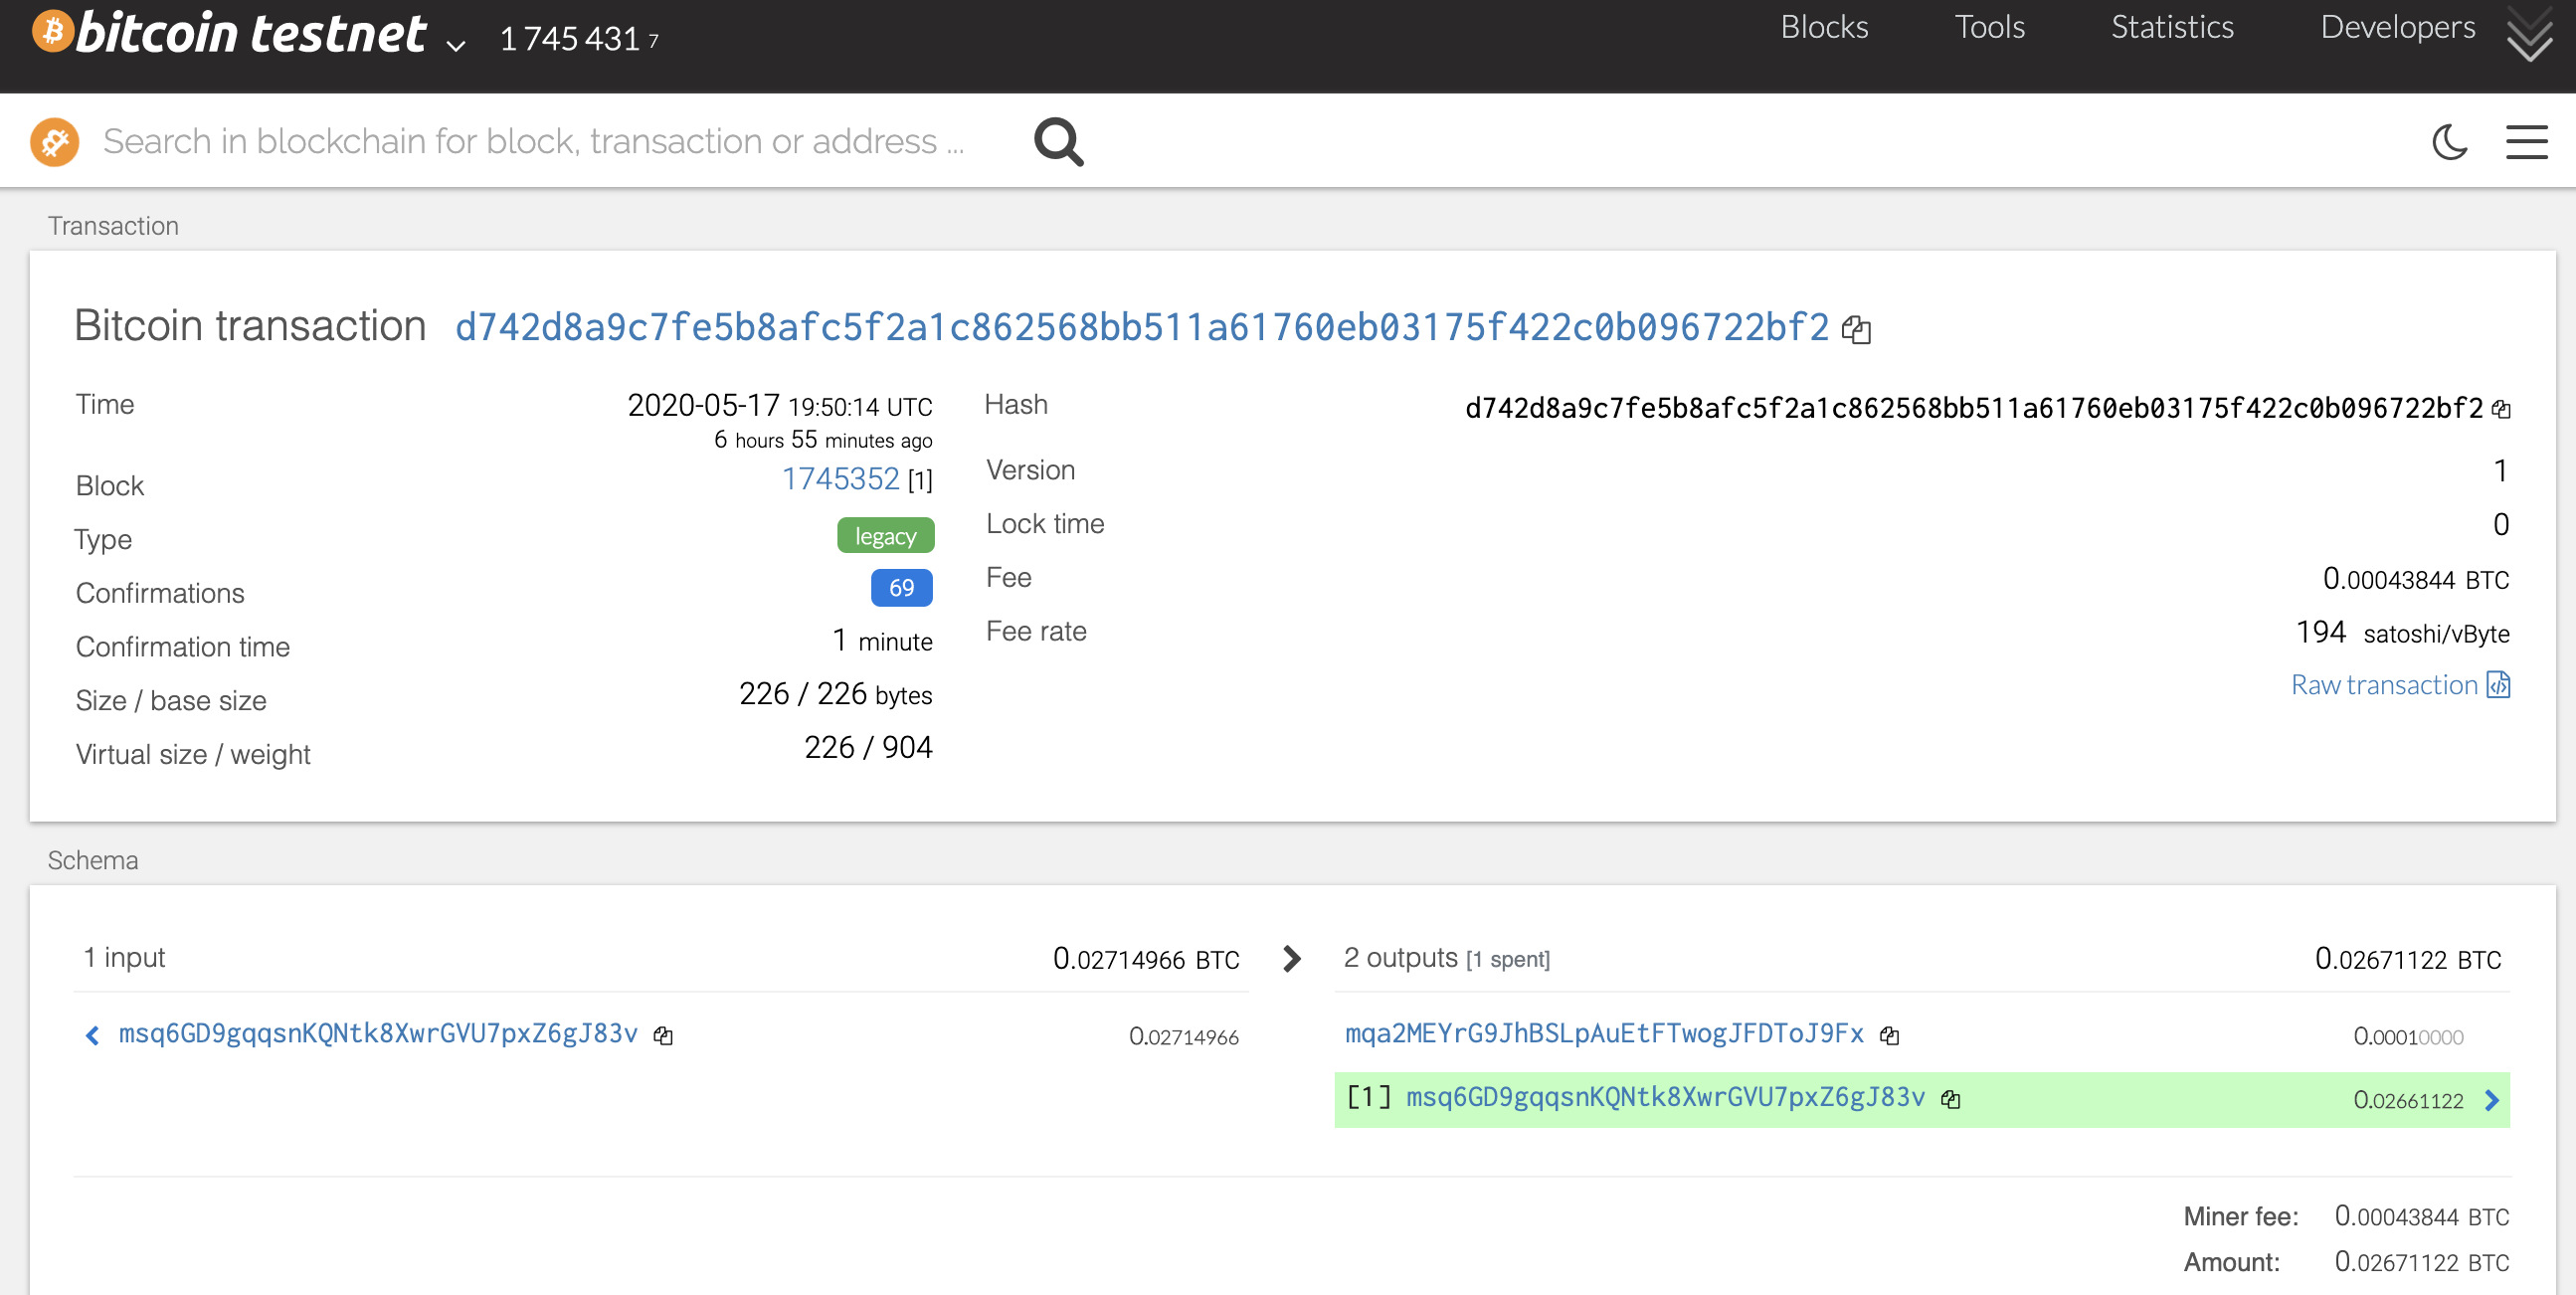 bitcoin testnet 1 745 431 7 Blocks Tools Statistics Developers
Search in blockchain for block, transaction or address ...
Transaction
Bitcoin transaction d742d8a9c7fe5b8afc5f2a1c862568bb511a61760eb03175f422c0b096722bf2
Time 2020-05-17 19:50:14 UTC
6 hours 55 minutes ago
Block 1745352 [1]
Type legacy
Confirmations 69
Confirmation time 1 minute
Size / base size 226 / 226 bytes
Virtual size / weight 226 / 904
Hash d742d8a9c7fe5b8afc5f2a1c862568bb511a61760eb03175f422c0b096722bf2
Version 1
Lock time 0
Fee 0.00043844 BTC
Fee rate 194 satoshi/vByte
Raw transaction
Schema
1 input 0.02714966 BTC
msq6GD9gqqsnKQNtk8XwrGVU7pxZ6gJ83v 0.02714966
2 outputs [1 spent] 0.02671122 BTC
mqa2MEYrG9JhBSLpAuEtFTwogJFDToJ9Fx 0.00010000
[1] msq6GD9gqqsnKQNtk8XwrGVU7pxZ6gJ83v 0.02661122
Miner fee: 0.00043844 BTC
Amount: 0.02671122 BTC